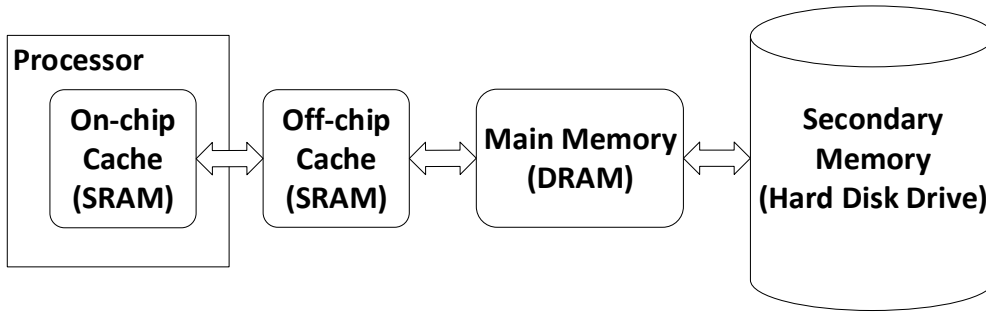 Processor
On-chip
Cache
(SRAM)
Off-chip
Cache
(SRAM)
Main Memory
(DRAM)
Secondary
Memory
(Hard Disk Drive)